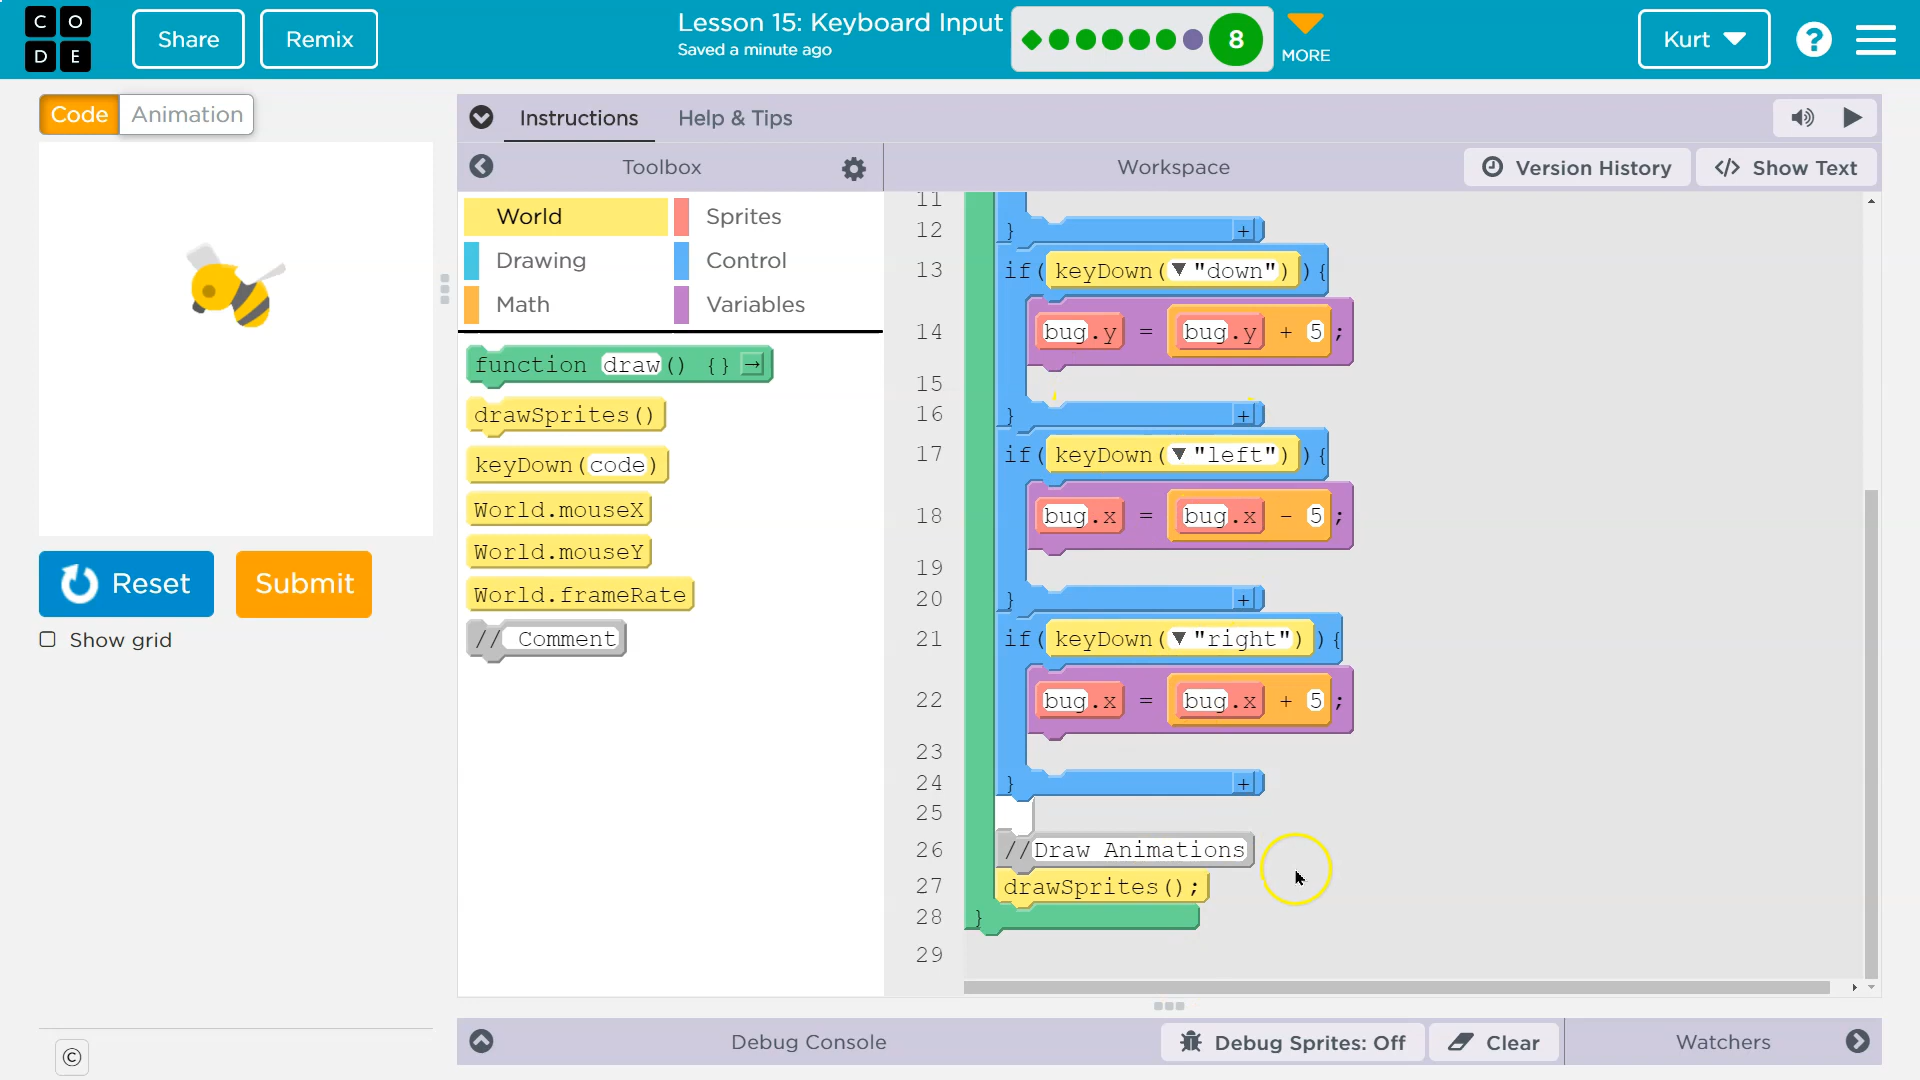 C O
D E
Share
Remix
Lesson 15: Keyboard Input
Saved a minute ago
8
MORE
Kurt
?
Code
Animation
Instructions
Help & Tips
Toolbox
Workspace
Version History
</> Show Text
World
Sprites
Drawing
Control
Math
Variables
function draw() {} →
drawSprites()
keyDown(code)
World.mouseX
World.mouseY
World.frameRate
// Comment
Reset
Submit
Show grid
11
12 } +
13 if( keyDown( ▼ "down") ){
14 bug.y = bug.y + 5 ;
15
16 } +
17 if( keyDown( ▼ "left") ){
18 bug.x = bug.x - 5 ;
19
20 } +
21 if( keyDown( ▼ "right") ){
22 bug.x = bug.x + 5 ;
23
24 } +
25
26 //Draw Animations
27 drawSprites();
28 }
29
Debug Console
Debug Sprites: Off
Clear
Watchers
©